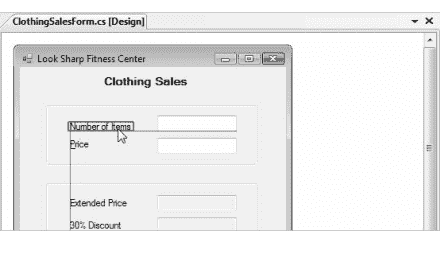 ClothingSalesForm.cs [Design]
Look Sharp Fitness Center
Clothing Sales
Number of Items
Price
Extended Price
30% Discount